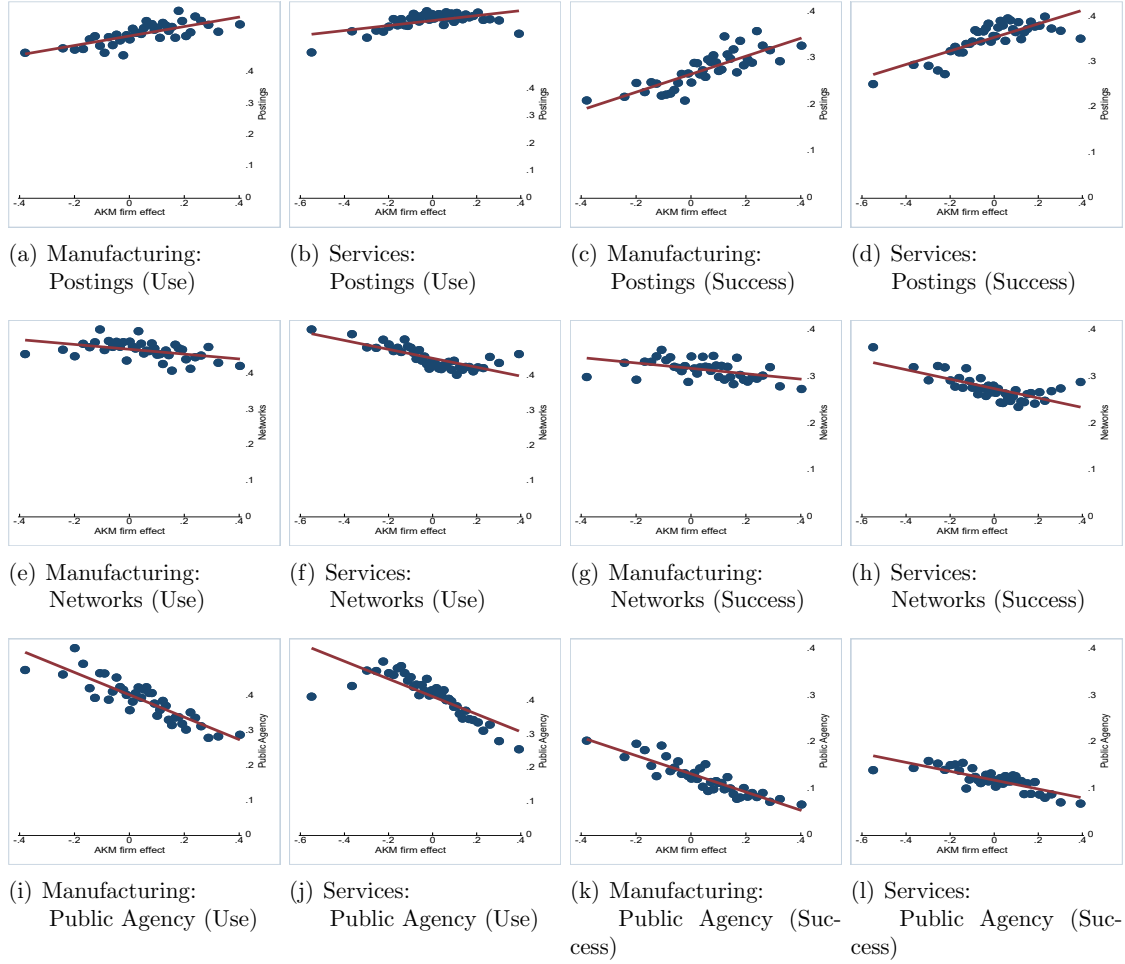 .4
.3
.2
.1
0
Postings
-.4 -.2 0 .2 .4
AKM firm effect
(a) Manufacturing:
Postings (Use)
.4
.3
.2
.1
0
Postings
-.6 -.4 -.2 0 .2 .4
AKM firm effect
(b) Services:
Postings (Use)
.4
.3
.2
.1
0
Postings
-.4 -.2 0 .2 .4
AKM firm effect
(c) Manufacturing:
Postings (Success)
.4
.3
.2
.1
0
Postings
-.6 -.4 -.2 0 .2 .4
AKM firm effect
(d) Services:
Postings (Success)
.4
.3
.2
.1
0
Networks
-.4 -.2 0 .2 .4
AKM firm effect
(e) Manufacturing:
Networks (Use)
.4
.3
.2
.1
0
Networks
-.6 -.4 -.2 0 .2 .4
AKM firm effect
(f) Services:
Networks (Use)
.4
.3
.2
.1
0
Networks
-.4 -.2 0 .2 .4
AKM firm effect
(g) Manufacturing:
Networks (Success)
.4
.3
.2
.1
0
Networks
-.6 -.4 -.2 0 .2 .4
AKM firm effect
(h) Services:
Networks (Success)
.4
.3
.2
.1
0
Public Agency
-.4 -.2 0 .2 .4
AKM firm effect
(i) Manufacturing:
Public Agency (Use)
.4
.3
.2
.1
0
Public Agency
-.6 -.4 -.2 0 .2 .4
AKM firm effect
(j) Services:
Public Agency (Use)
.4
.3
.2
.1
0
Public Agency
-.4 -.2 0 .2 .4
AKM firm effect
(k) Manufacturing:
Public Agency (Suc-
cess)
.4
.3
.2
.1
0
Public Agency
-.6 -.4 -.2 0 .2 .4
AKM firm effect
(l) Services:
Public Agency (Suc-
cess)